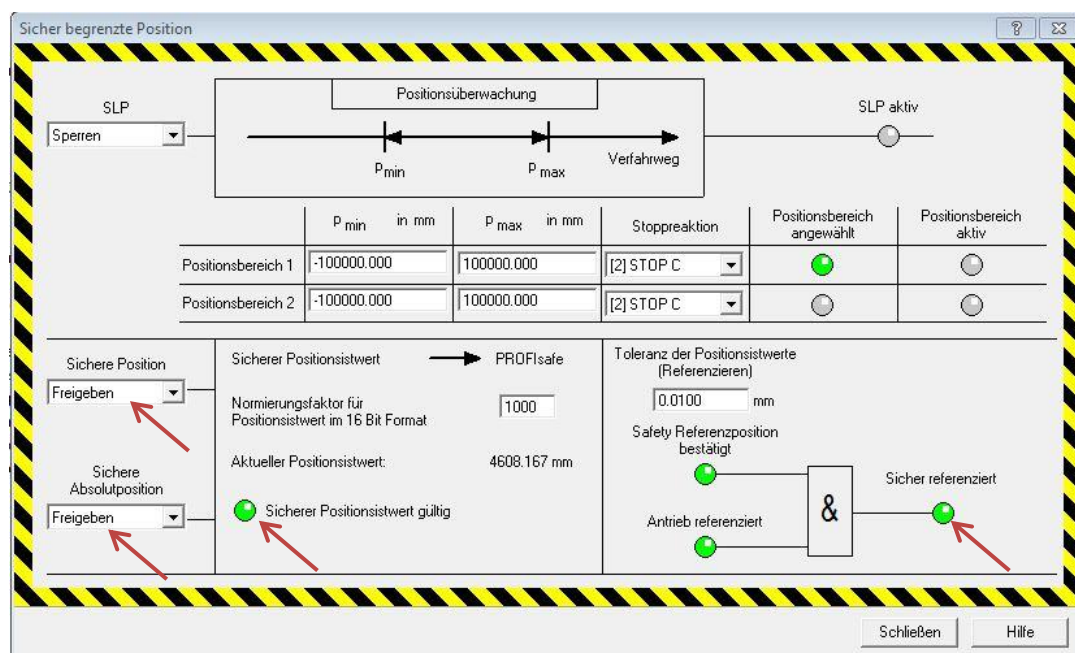 Sicher begrenzte Position
SLP
Sperren
Positionsüberwachung
P min
P max
Verfahrweg
SLP aktiv
P min in mm
P max in mm
Stoppreaktion
Positionsbereich angewählt
Positionsbereich aktiv
Positionsbereich 1
-100000.000
100000.000
[2] STOP C
Positionsbereich 2
-100000.000
100000.000
[2] STOP C
Sichere Position
Freigeben
Sichere
Absolutposition
Freigeben
Sicherer Positionsistwert
PROFIsafe
Normierungsfaktor für
Positionsistwert im 16 Bit Format
1000
Aktueller Positionsistwert:
4608.167 mm
Sicherer Positionsistwert gültig
Toleranz der Positionsistwerte
(Referenzieren)
0.0100 mm
Safety Referenzposition
bestätigt
Antrieb referenziert
&
Sicher referenziert
Schließen
Hilfe